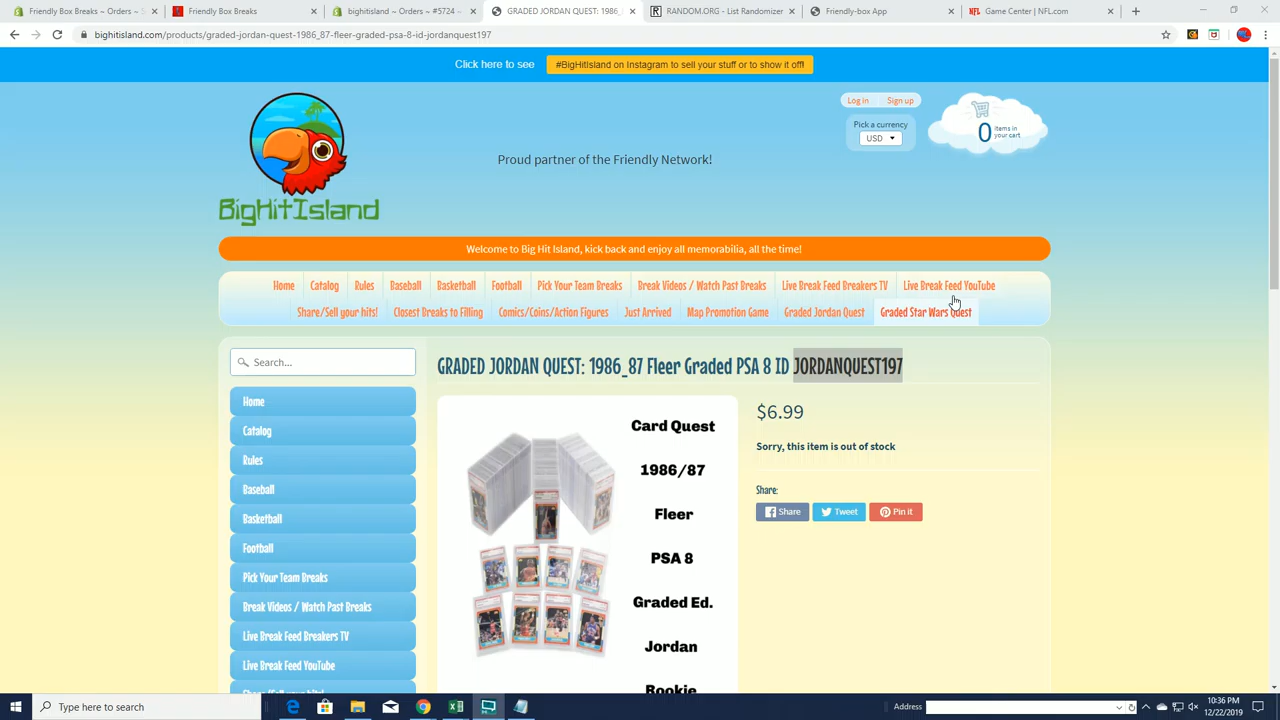 Friendly Box Breaks
Friendly Box Breaks
bighitisland ~ Orders ~ #5724
GRADED JORDAN QUEST: 1986_87
RANDOM.ORG - List Randomizer
Friendly-box App
Game Center | NFL.com
bighitisland.com/products/graded-jordan-quest-1986_87-fleer-graded-psa-8-id-jordanquest197
Click here to see
#BigHitIsland on Instagram to sell your stuff or to show it off!
BigHitIsland
Proud partner of the Friendly Network!
Log in
Sign up
Pick a currency
USD
0 items in your cart
Welcome to Big Hit Island, kick back and enjoy all memorabilia, all the time!
Home Catalog Rules Baseball Basketball Football Pick Your Team Breaks Break Videos / Watch Past Breaks Live Break Feed Breakers TV Live Break Feed YouTube
Share/Sell your hits! Closest Breaks to Filling Comics/Coins/Action Figures Just Arrived Map Promotion Game Graded Jordan Quest Graded Star Wars Quest
Search...
Home
Catalog
Rules
Baseball
Basketball
Football
Pick Your Team Breaks
Break Videos / Watch Past Breaks
Live Break Feed Breakers TV
Live Break Feed YouTube
GRADED JORDAN QUEST: 1986_87 Fleer Graded PSA 8 ID JORDANQUEST197
Card Quest
1986/87
Fleer
PSA 8
Graded Ed.
Jordan
Rookie
$6.99
Sorry, this item is out of stock
Share:
Share
Tweet
Pin it
Type here to search
Address
10:36 PM
12/22/2019